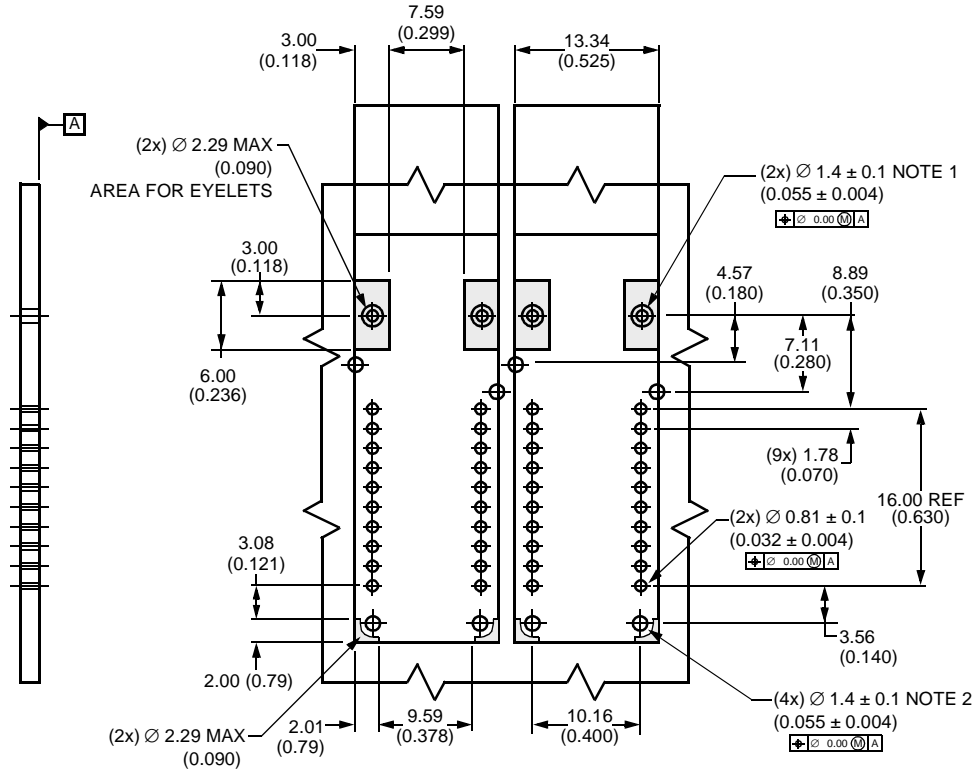 7.59
(0.299)
3.00
(0.118)
13.34
(0.525)
A
(2x) ∅ 2.29 MAX
(0.090)
AREA FOR EYELETS
(2x) ∅ 1.4 ± 0.1 NOTE 1
(0.055 ± 0.004)
⌖ ∅ 0.00 Ⓜ A
3.00
(0.118)
4.57
(0.180)
8.89
(0.350)
7.11
(0.280)
6.00
(0.236)
(9x) 1.78
(0.070)
16.00 REF
(0.630)
(2x) ∅ 0.81 ± 0.1
(0.032 ± 0.004)
⌖ ∅ 0.00 Ⓜ A
3.08
(0.121)
3.56
(0.140)
2.00 (0.79)
(4x) ∅ 1.4 ± 0.1 NOTE 2
(0.055 ± 0.004)
⌖ ∅ 0.00 Ⓜ A
2.01
(0.79)
9.59
(0.378)
10.16
(0.400)
(2x) ∅ 2.29 MAX
(0.090)